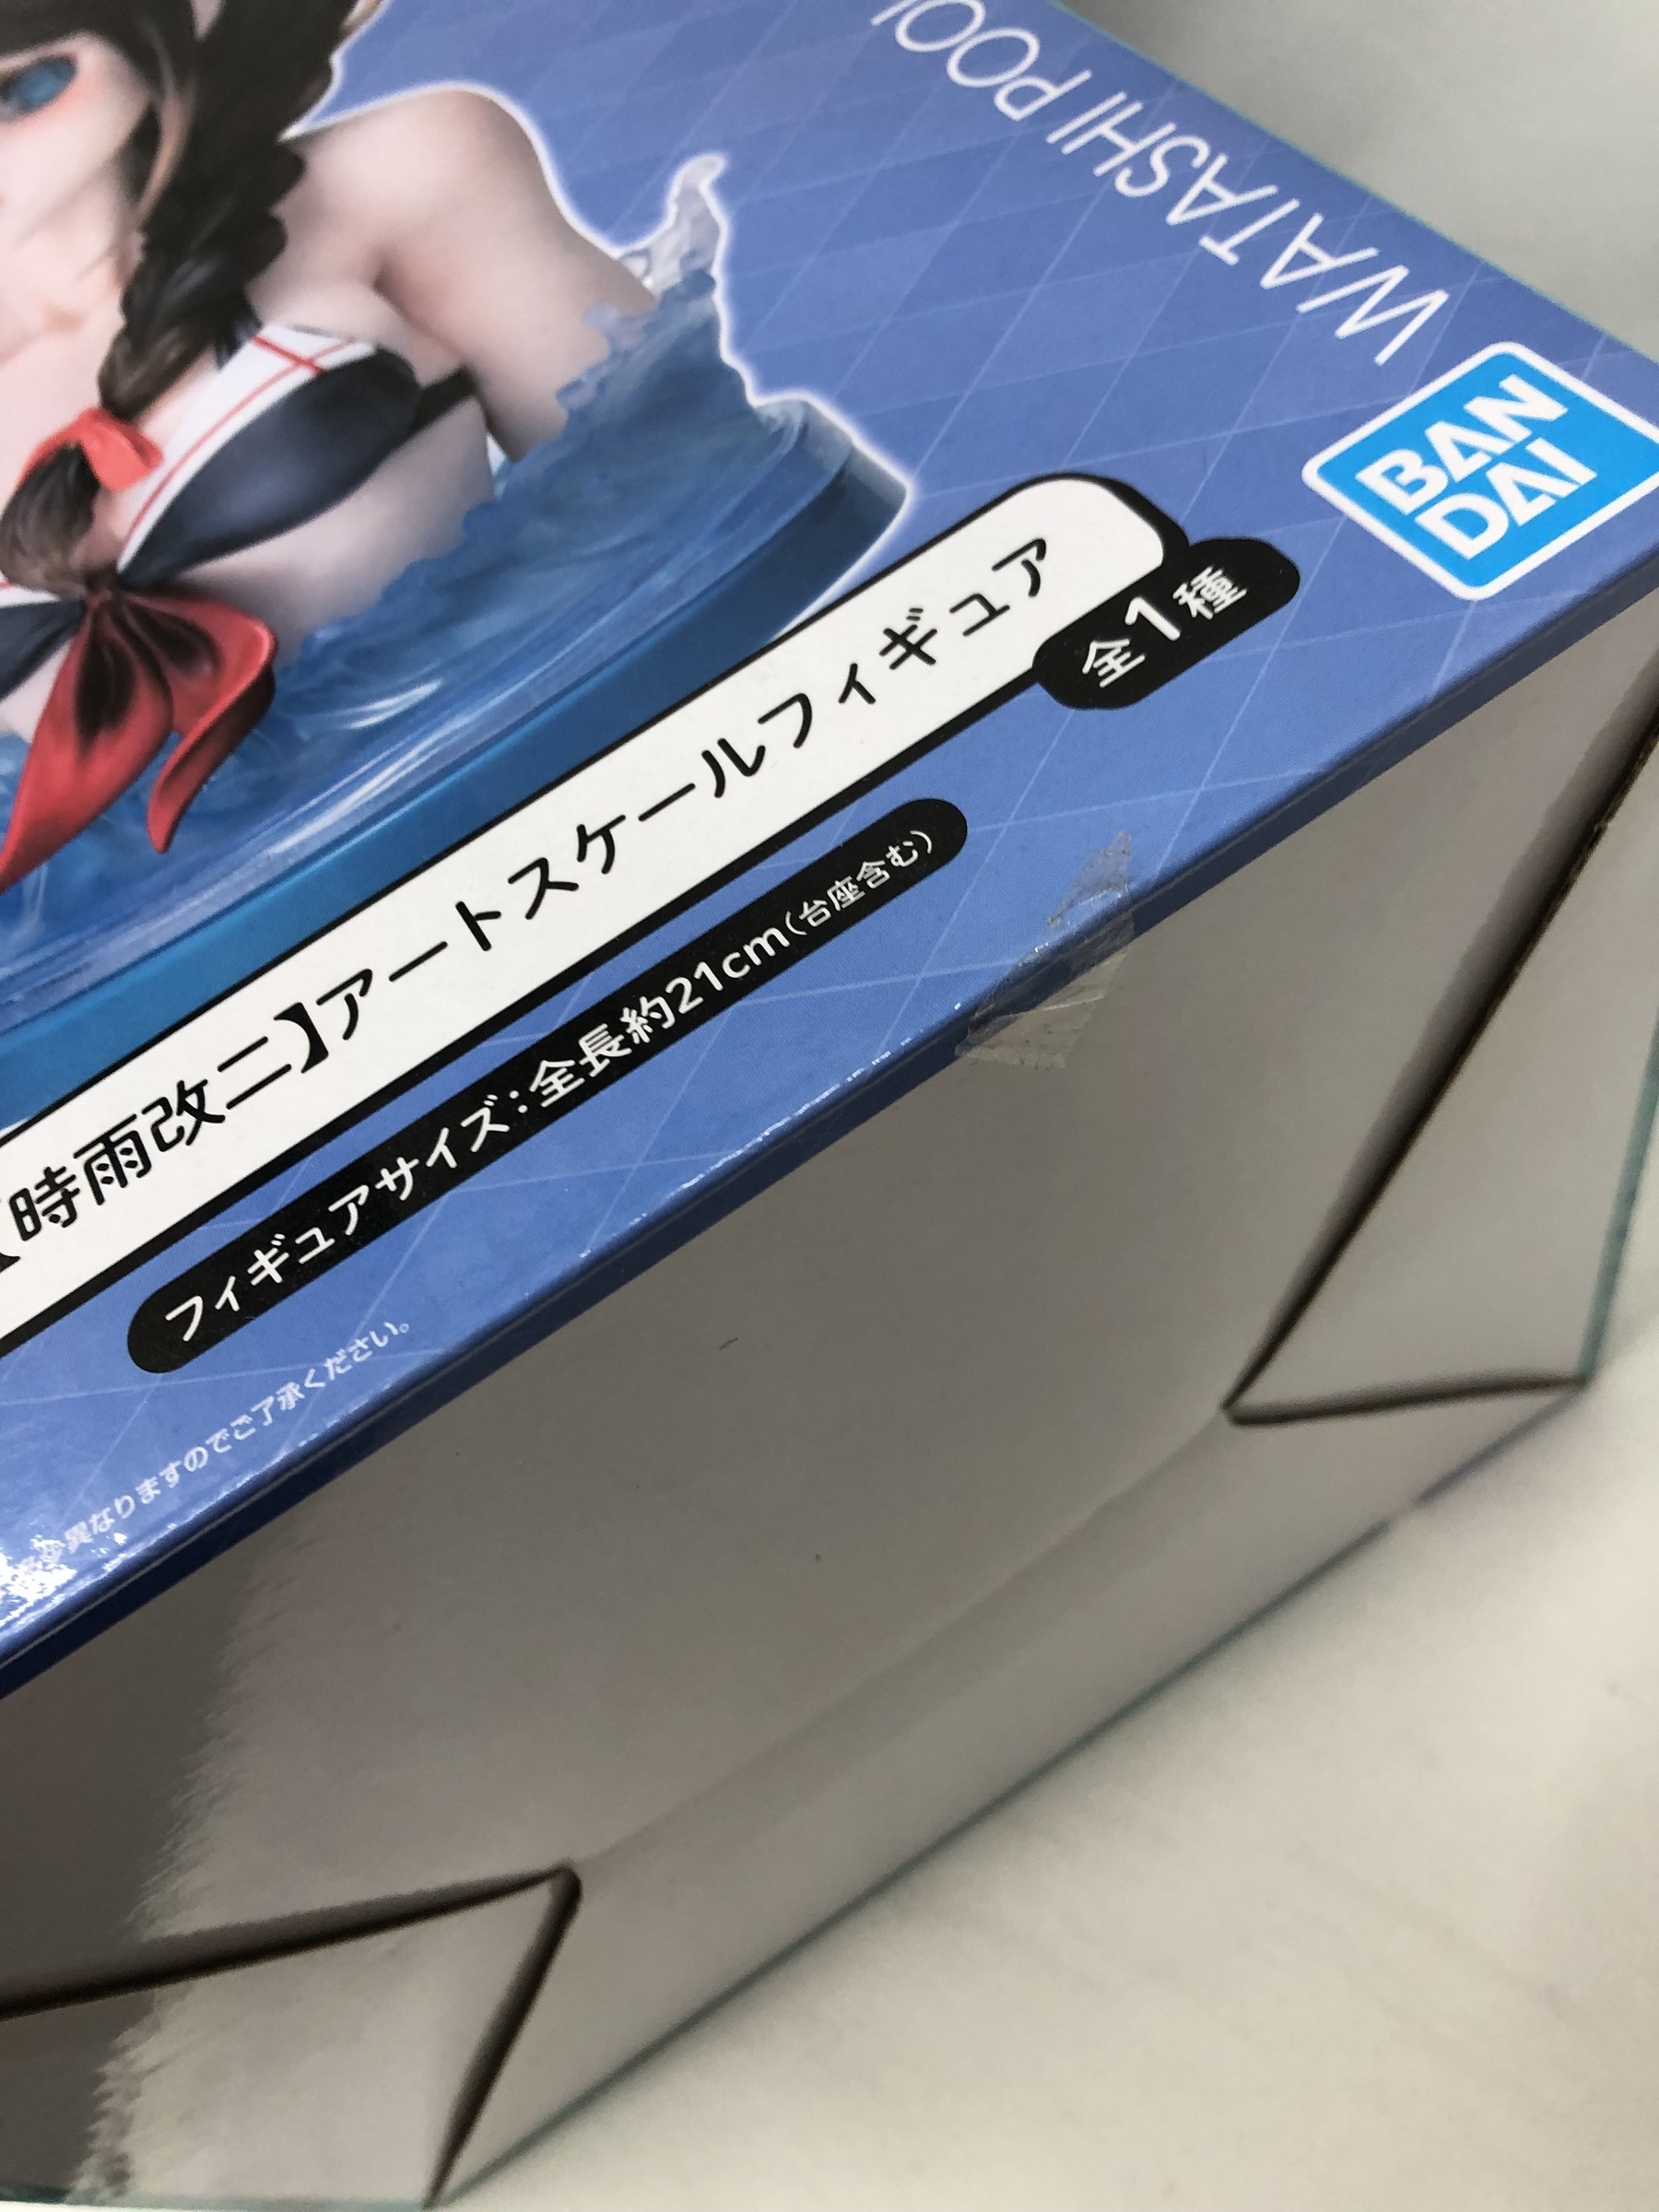 WATASHI POO
BAN
DAI
【時雨改二】アートスケールフィギュア
全1種
フィギュアサイズ：全長約21cm（台座含む）
異なりますのでご了承ください。